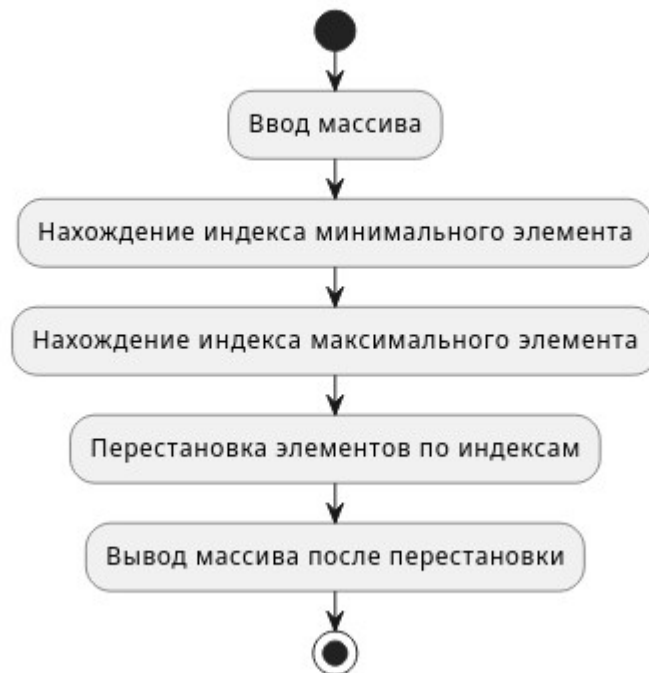 Ввод массива
Нахождение индекса минимального элемента
Нахождение индекса максимального элемента
Перестановка элементов по индексам
Вывод массива после перестановки